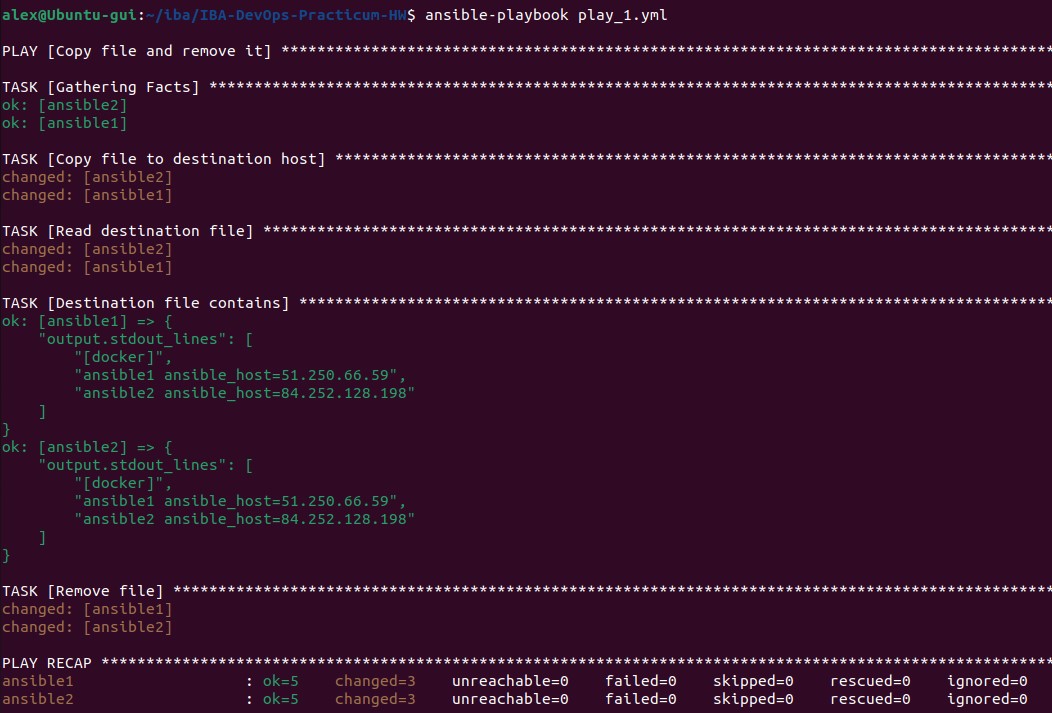 alex@Ubuntu-gui:~/iba/IBA-DevOps-Practicum-HW$ ansible-playbook play_1.yml
PLAY [Copy file and remove it] **************************************************************************************
TASK [Gathering Facts] **********************************************************************************************
ok: [ansible2]
ok: [ansible1]
TASK [Copy file to destination host] ********************************************************************************
changed: [ansible2]
changed: [ansible1]
TASK [Read destination file] ****************************************************************************************
changed: [ansible2]
changed: [ansible1]
TASK [Destination file contains] ************************************************************************************
ok: [ansible1] => {
    "output.stdout_lines": [
        "[docker]",
        "ansible1 ansible_host=51.250.66.59",
        "ansible2 ansible_host=84.252.128.198"
    ]
}
ok: [ansible2] => {
    "output.stdout_lines": [
        "[docker]",
        "ansible1 ansible_host=51.250.66.59",
        "ansible2 ansible_host=84.252.128.198"
    ]
}
TASK [Remove file] **************************************************************************************************
changed: [ansible1]
changed: [ansible2]
PLAY RECAP **********************************************************************************************************
ansible1                   : ok=5    changed=3    unreachable=0    failed=0    skipped=0    rescued=0    ignored=0
ansible2                   : ok=5    changed=3    unreachable=0    failed=0    skipped=0    rescued=0    ignored=0